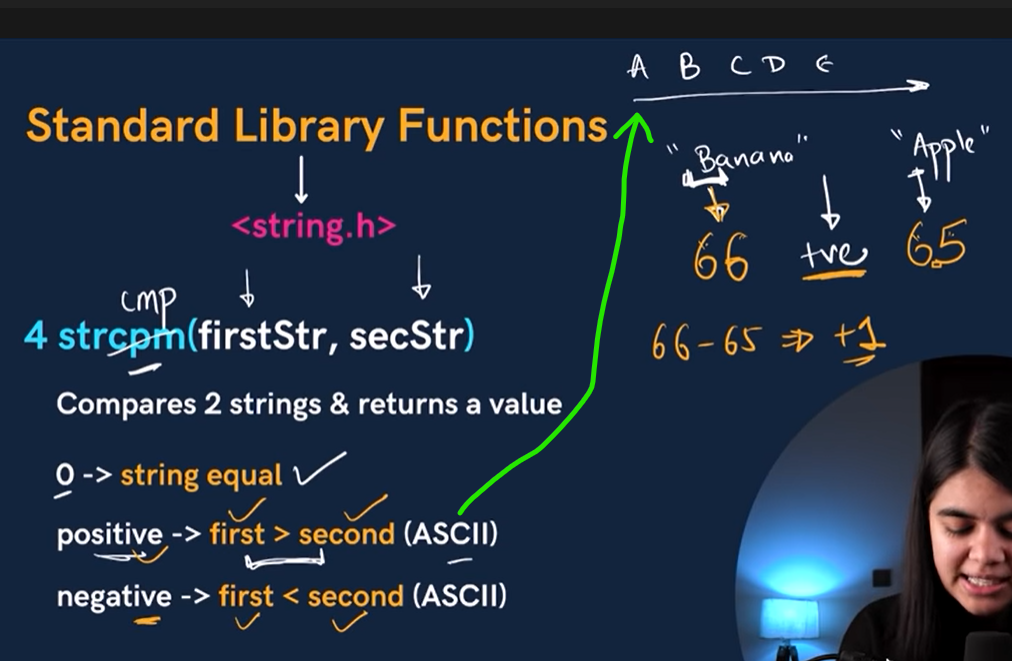 A B C D E
Standard Library Functions
"Banana" "Apple"
<string.h>
66 +ve 65
cmp
4 strcpm(firstStr, secStr)
66-65 ⇒ +1
Compares 2 strings & returns a value
0 -> string equal ✓
positive -> first > second (ASCII)
negative -> first < second (ASCII)